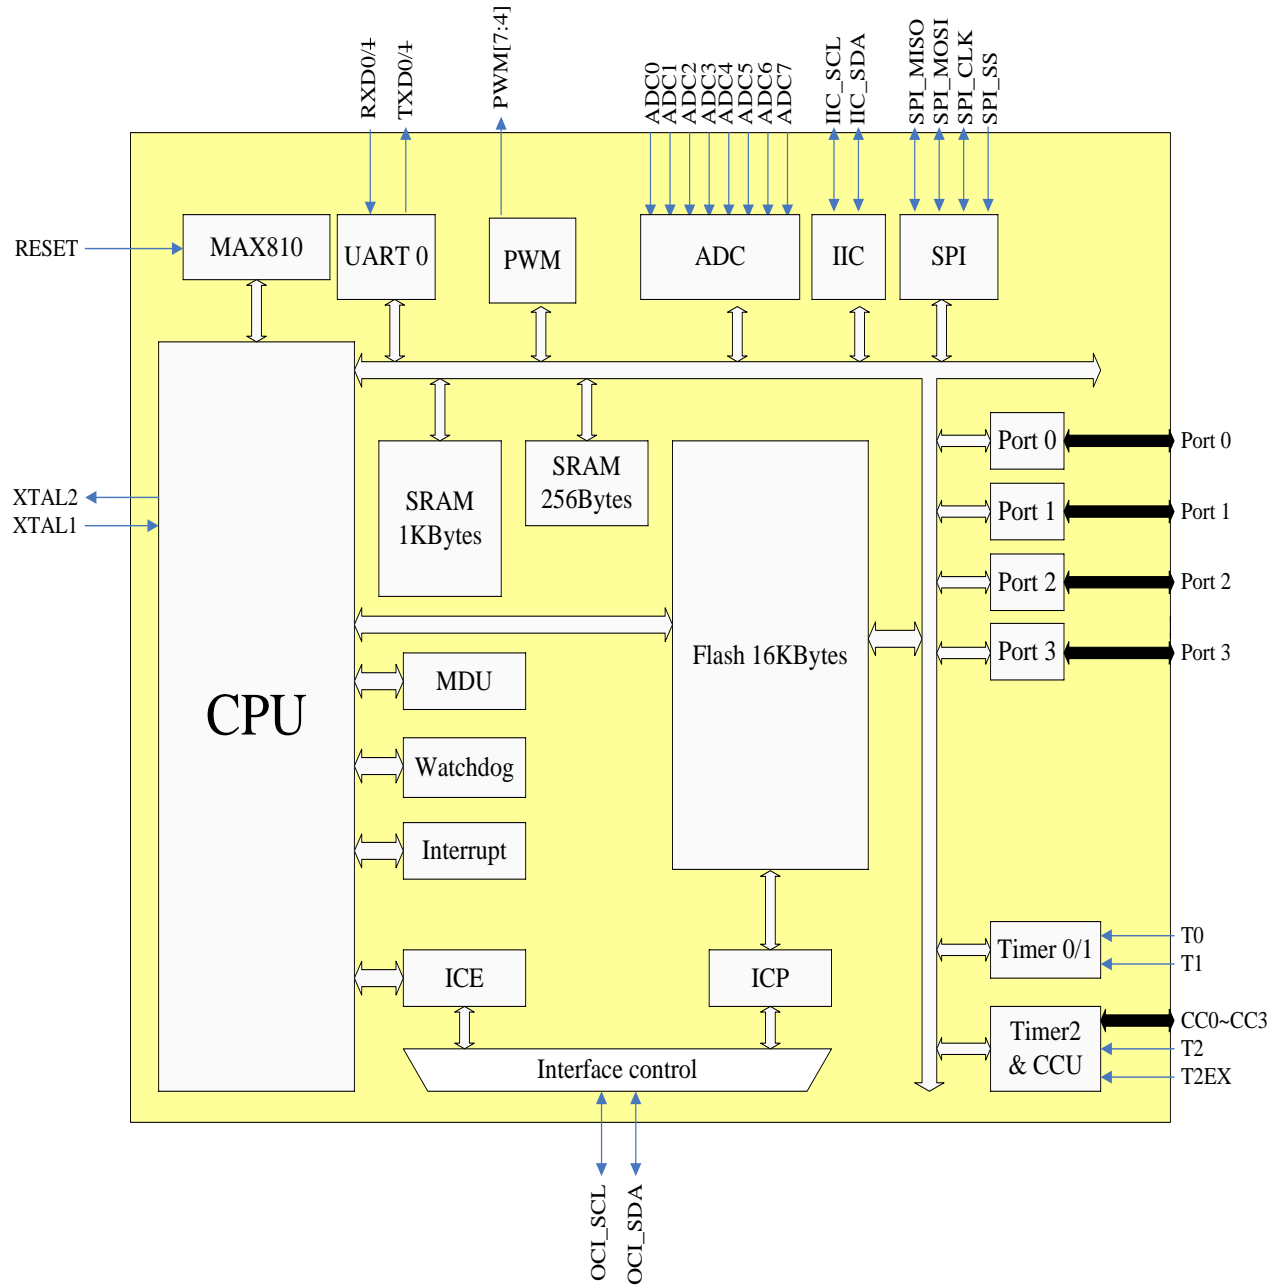 RXD0/4
TXD0/4
PWM[7:4]
ADC0
ADC1
ADC2
ADC3
ADC4
ADC5
ADC6
ADC7
IIC_SCL
IIC_SDA
SPI_MISO
SPI_MOSI
SPI_CLK
SPI_SS
RESET
MAX810
UART 0
PWM
ADC
IIC
SPI
XTAL2
XTAL1
CPU
SRAM
1KBytes
SRAM
256Bytes
Flash 16KBytes
Port 0
Port 0
Port 1
Port 1
Port 2
Port 2
Port 3
Port 3
MDU
Watchdog
Interrupt
ICE
ICP
Interface control
Timer 0/1
T0
T1
Timer2
& CCU
CC0~CC3
T2
T2EX
OCI_SCL
OCI_SDA